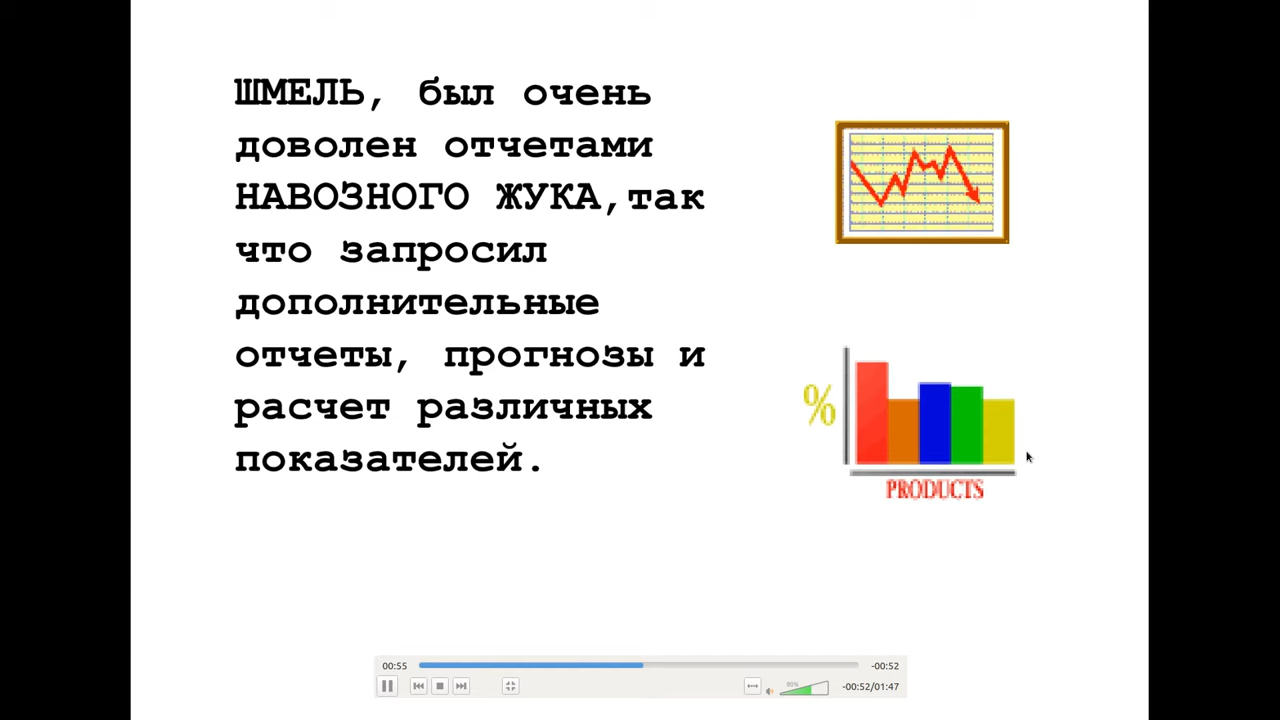 ШМЕЛЬ, был очень
доволен отчетами
НАВОЗНОГО ЖУКА,так
что запросил
дополнительные
отчеты, прогнозы и
расчет различных
показателей.
%
PRODUCTS
00:55
-00:52
80%
-00:52/01:47